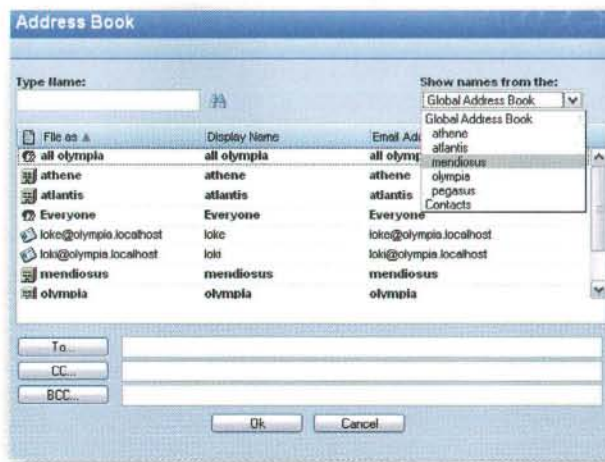 Address Book
Type Name:
Show names from the:
Global Address Book
Global Address Book
athene
atlantis
mendiosus
olympia
pegasus
Contacts
File as Display Name Email Add
all olympia all olympia all olymp
athene athene athene
atlantis atlantis atlantis
Everyone Everyone Everyone
loke@olympia.localhost loke loke@olympia.localhost
loki@olympia.localhost loki loki@olympia.localhost
mendiosus mendiosus mendiosus
olympia olympia olympia
To...
CC...
BCC...
Ok Cancel